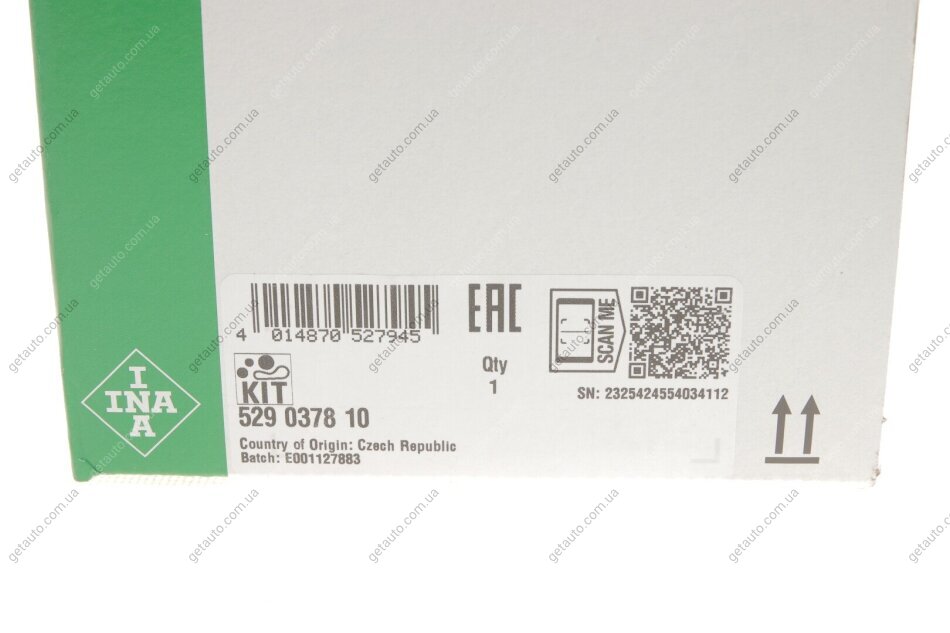 4 014870 527945
EAC
SCAN ME
Qty
1
SN: 2325424554034112
KIT
529 0378 10
Country of Origin: Czech Republic
Batch: E001127883
I
INA
A
getauto.com.ua